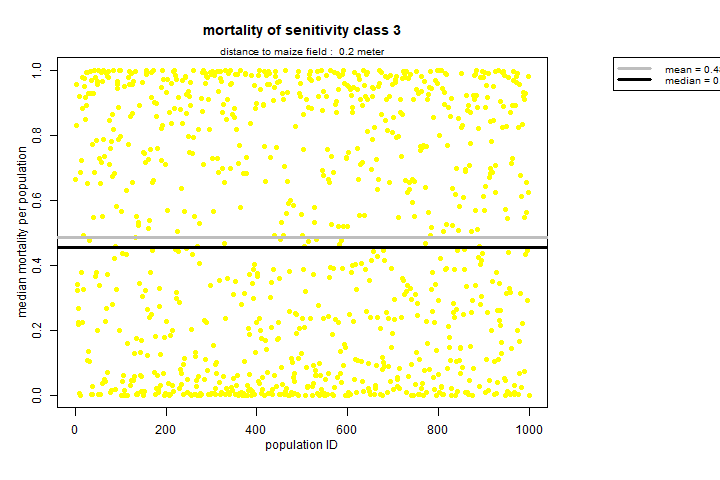 mortality of senitivity class 3
distance to maize field : 0.2 meter
mean = 0.48
median = 0
median mortality per population
1.0
0.8
0.6
0.4
0.2
0.0
0
200
400
600
800
1000
population ID